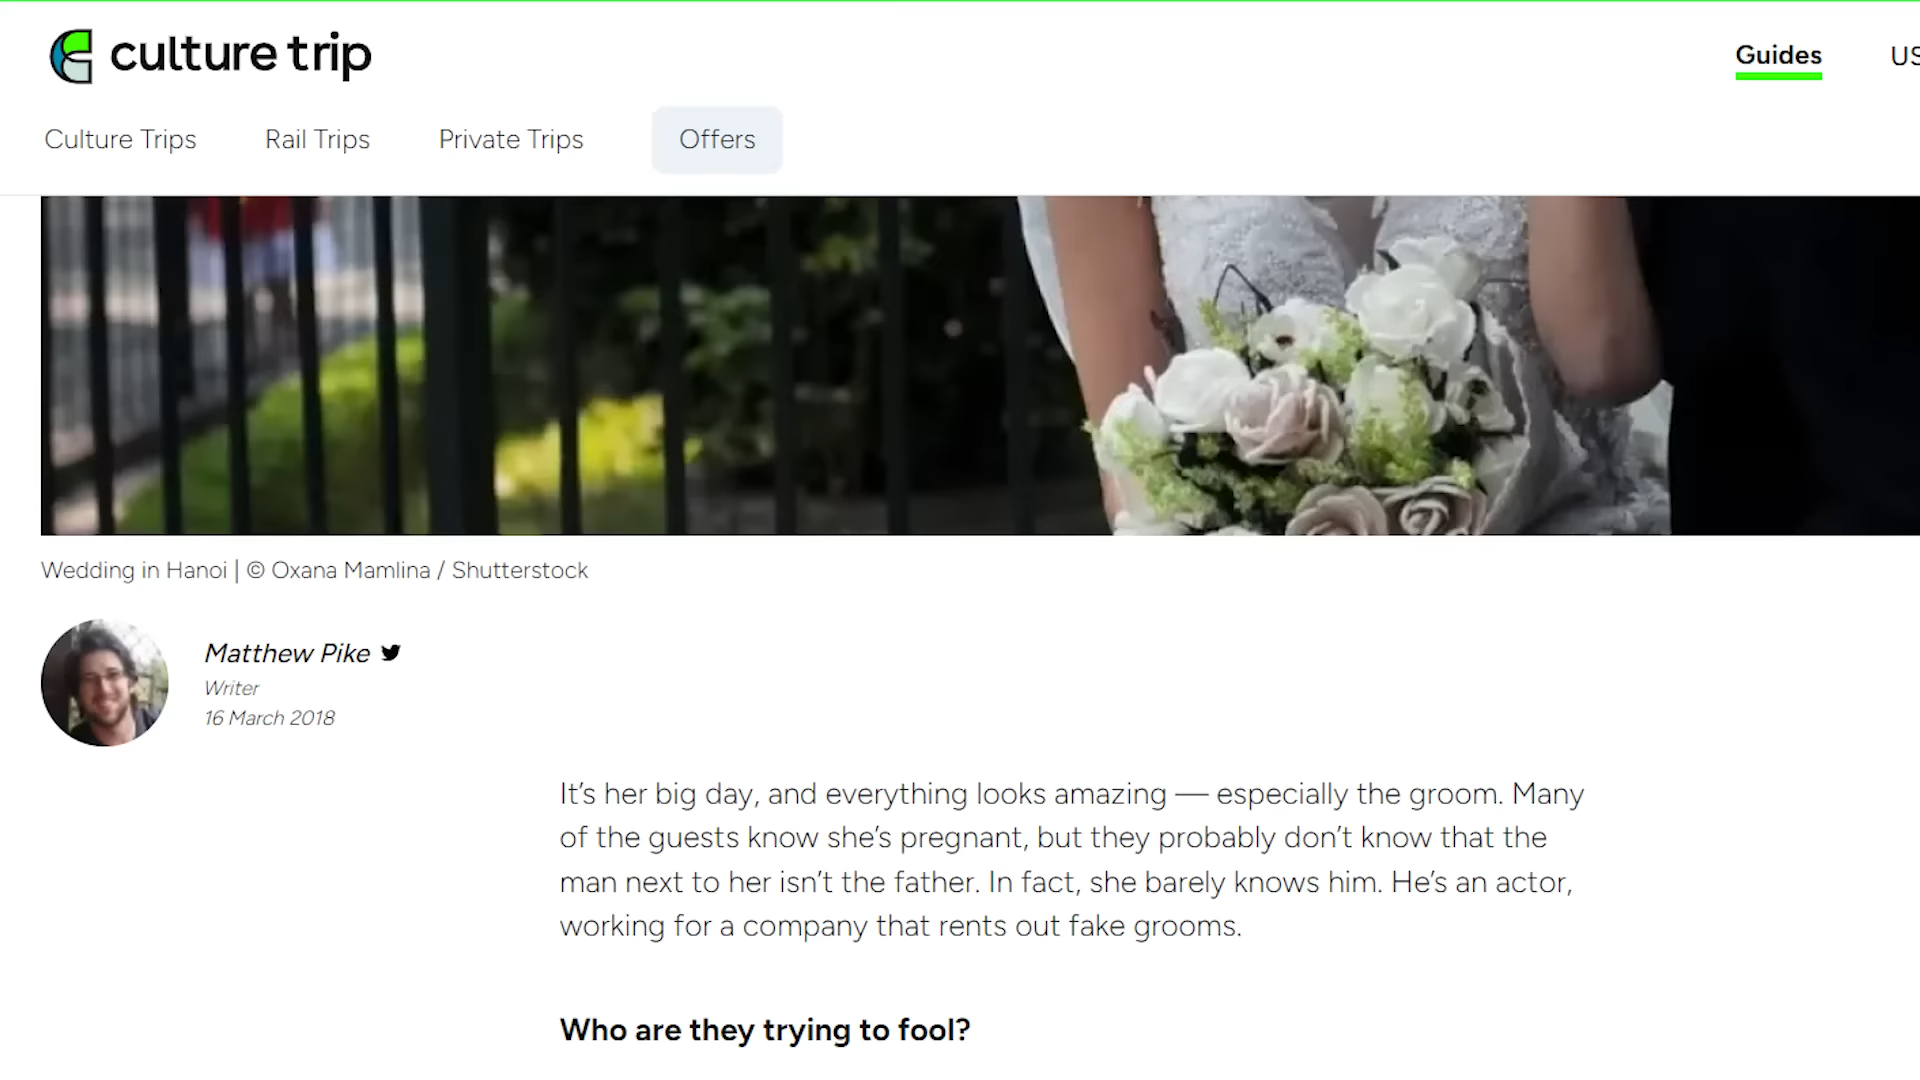 culture trip
Guides
US
Culture Trips
Rail Trips
Private Trips
Offers
Wedding in Hanoi | © Oxana Mamlina / Shutterstock
Matthew Pike
Writer
16 March 2018
It’s her big day, and everything looks amazing — especially the groom. Many
of the guests know she’s pregnant, but they probably don’t know that the
man next to her isn’t the father. In fact, she barely knows him. He’s an actor,
working for a company that rents out fake grooms.
Who are they trying to fool?